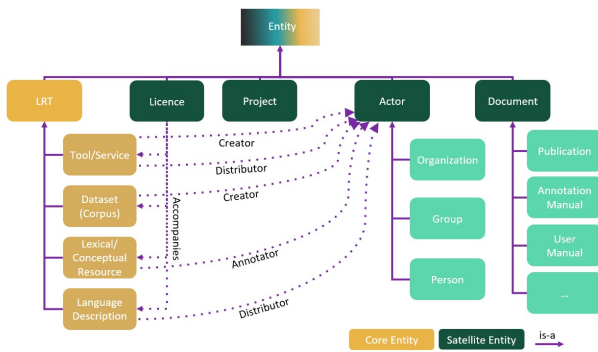 Entity
LRT
Licence
Project
Actor
Document
Tool/Service
Creator
Organization
Publication
Distributor
Dataset
(Corpus)
Creator
Accompanies
Group
Annotation
Manual
Lexical/
Conceptual
Resource
Annotator
User
Manual
Language
Description
Distributor
Person
...
Core Entity
Satellite Entity
is-a